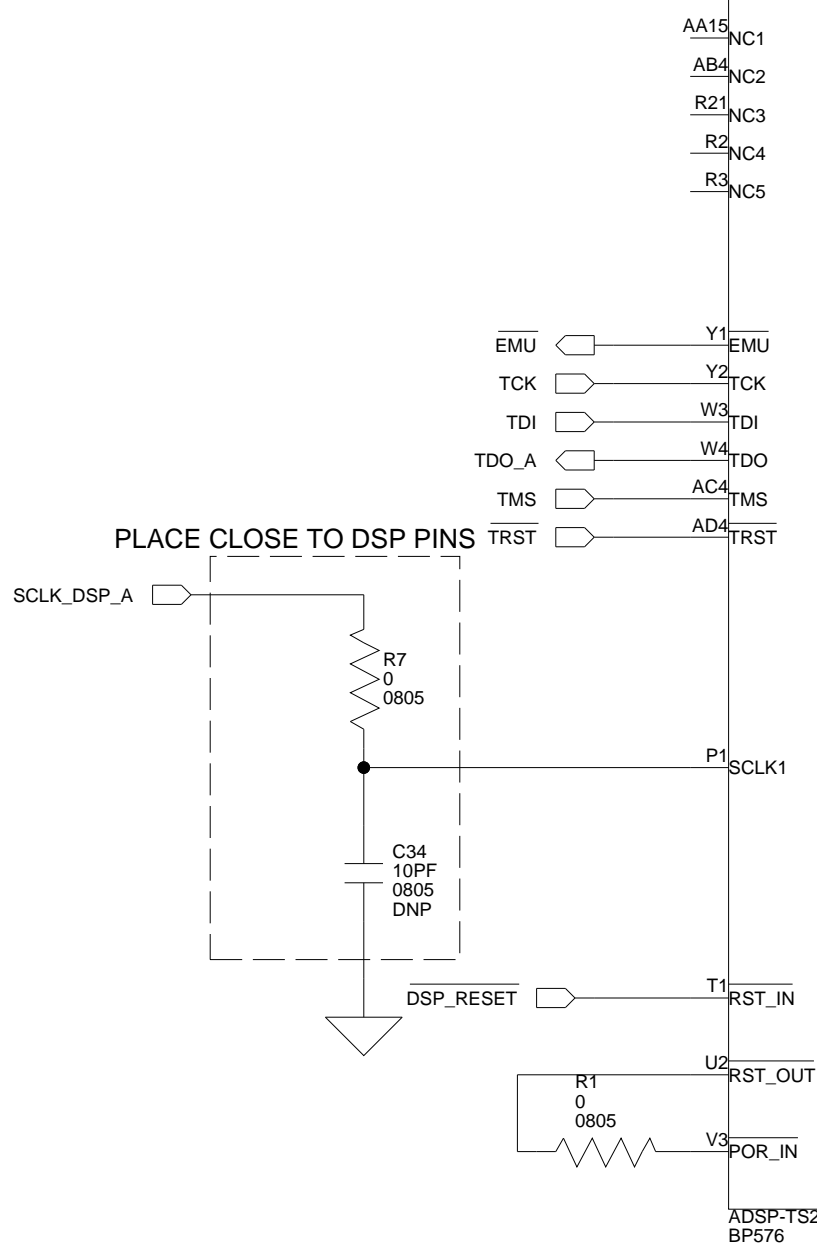 AA15 NC1
AB4 NC2
R21 NC3
R2 NC4
R3 NC5
EMU Y1 EMU
TCK Y2 TCK
TDI W3 TDI
TDO_A W4 TDO
TMS AC4 TMS
TRST AD4 TRST
PLACE CLOSE TO DSP PINS
SCLK_DSP_A
R7
0
0805
P1 SCLK1
C34
10PF
0805
DNP
DSP_RESET T1 RST_IN
U2 RST_OUT
R1
0
0805
V3 POR_IN
ADSP-TS2
BP576